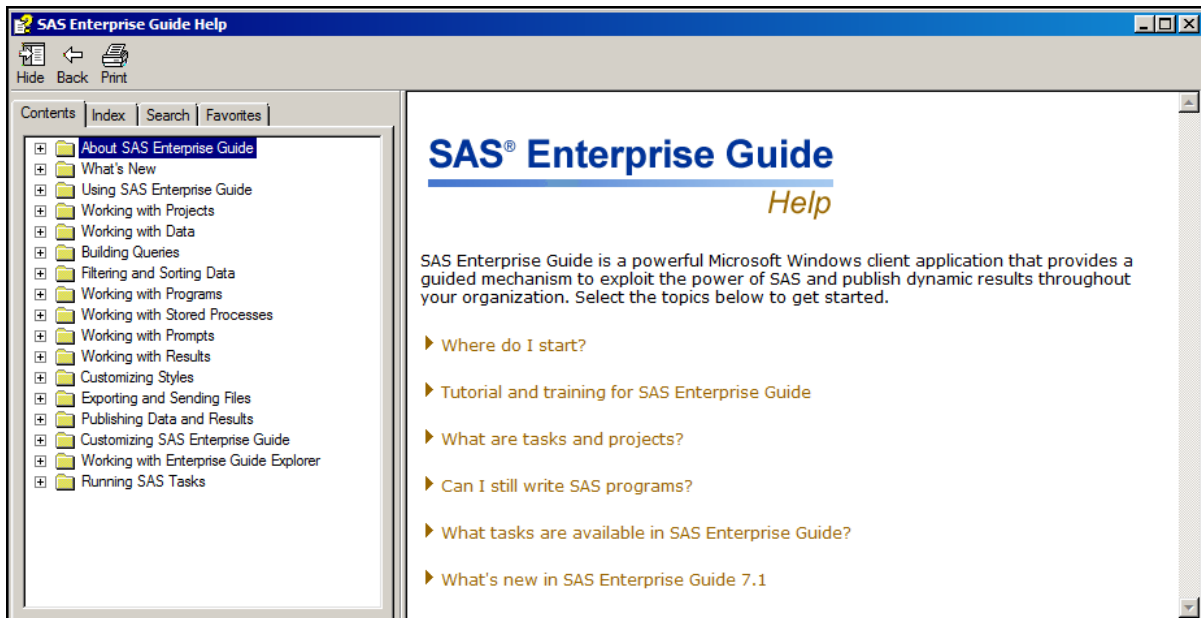 SAS Enterprise Guide Help
Hide Back Print
Contents Index Search Favorites
About SAS Enterprise Guide
What's New
Using SAS Enterprise Guide
Working with Projects
Working with Data
Building Queries
Filtering and Sorting Data
Working with Programs
Working with Stored Processes
Working with Prompts
Working with Results
Customizing Styles
Exporting and Sending Files
Publishing Data and Results
Customizing SAS Enterprise Guide
Working with Enterprise Guide Explorer
Running SAS Tasks
SAS® Enterprise Guide
Help
SAS Enterprise Guide is a powerful Microsoft Windows client application that provides a
guided mechanism to exploit the power of SAS and publish dynamic results throughout
your organization. Select the topics below to get started.
Where do I start?
Tutorial and training for SAS Enterprise Guide
What are tasks and projects?
Can I still write SAS programs?
What tasks are available in SAS Enterprise Guide?
What's new in SAS Enterprise Guide 7.1